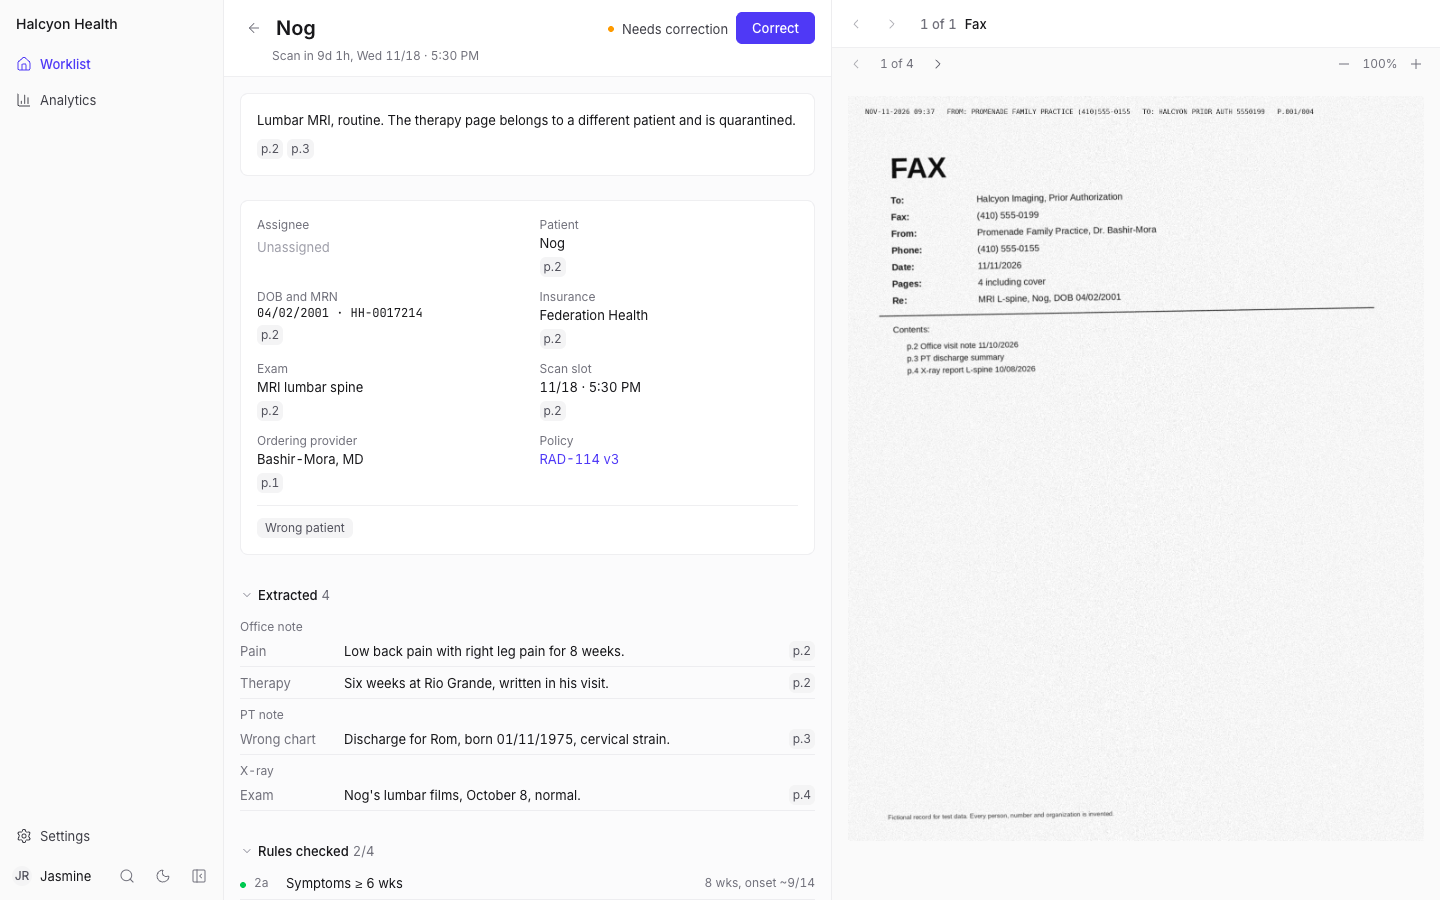 Halcyon Health
Worklist
Analytics
Settings
JR Jasmine
Nog
Needs correction
Correct
Scan in 9d 1h, Wed 11/18 · 5:30 PM
Lumbar MRI, routine. The therapy page belongs to a different patient and is quarantined.
p.2 p.3
Assignee
Unassigned
Patient
Nog
p.2
DOB and MRN
04/02/2001 · HH-0017214
p.2
Insurance
Federation Health
p.2
Exam
MRI lumbar spine
p.2
Scan slot
11/18 · 5:30 PM
p.2
Ordering provider
Bashir-Mora, MD
p.1
Policy
RAD-114 v3
Wrong patient
Extracted 4
Office note
Pain Low back pain with right leg pain for 8 weeks. p.2
Therapy Six weeks at Rio Grande, written in his visit. p.2
PT note
Wrong chart Discharge for Rom, born 01/11/1975, cervical strain. p.3
X-ray
Exam Nog's lumbar films, October 8, normal. p.4
Rules checked 2/4
2a Symptoms ≥ 6 wks 8 wks, onset ~9/14
1 of 1 Fax
1 of 4
100%
NOV-11-2026 09:37 FROM: PROMENADE FAMILY PRACTICE (410)555-0155 TO: HALCYON PRIOR AUTH 5550199 P.001/004
FAX
To: Halcyon Imaging, Prior Authorization
Fax: (410) 555-0199
From: Promenade Family Practice, Dr. Bashir-Mora
Phone: (410) 555-0155
Date: 11/11/2026
Pages: 4 including cover
Re: MRI L-spine, Nog, DOB 04/02/2001
Contents:
p.2 Office visit note 11/10/2026
p.3 PT discharge summary
p.4 X-ray report L-spine 10/08/2026
Fictional record for test data. Every person, number and organization is invented.